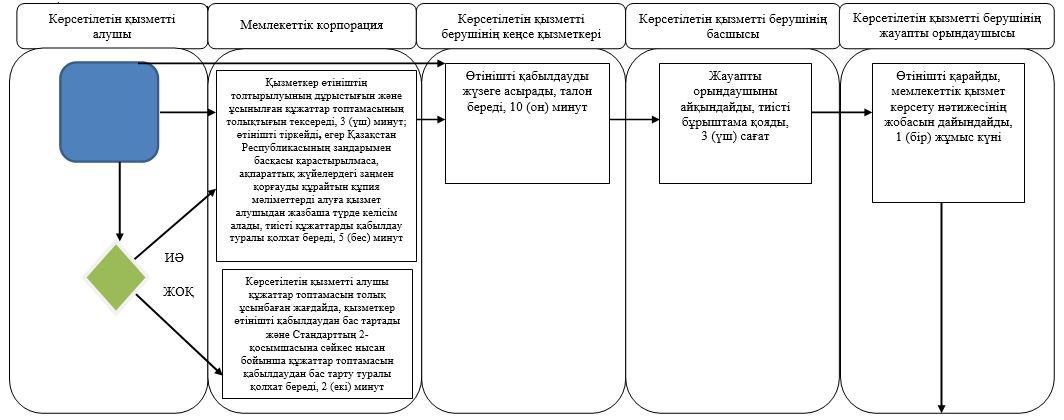 Көрсетілетін қызметті
алушы
Мемлекеттік корпорация
Көрсетілетін қызметті
берушінің кеңсе қызметкері
Көрсетілетін қызметті берушінің
басшысы
Көрсетілетін қызметті берушінің
жауапты орындаушысы
Қызметкер өтініштің
толтырылуының дұрыстығын және
ұсынылған құжаттар топтамасының
толықтығын тексереді, 3 (үш) минут;
өтінішті тіркейді, егер Қазақстан
Республикасының заңдарымен
басқасы қарастырылмаса,
ақпараттық жүйелердегі заңмен
қорғауды құрайтын құпия
мәліметтерді алуға қызмет
алушыдан жазбаша түрде келісім
алады, тиісті құжаттарды қабылдау
туралы қолхат береді, 5 (бес) минут
Өтінішті қабылдауды
жүзеге асырады, талон
береді, 10 (он) минут
Жауапты
орындаушыны
айқындайды, тиісті
бұрыштама қояды,
3 (үш) сағат
Өтінішті қарайды,
мемлекеттік қызмет
көрсету нәтижесінің
жобасын дайындайды,
1 (бір) жұмыс күні
ИӘ
ЖОҚ
Көрсетілетін қызметті алушы
құжаттар топтамасын толық
ұсынбаған жағдайда, қызметкер
өтінішті қабылдаудан бас тартады
және Стандарттың 2-
қосымшасына сәйкес нысан
бойынша құжаттар топтамасын
қабылдаудан бас тарту туралы
қолхат береді, 2 (екі) минут